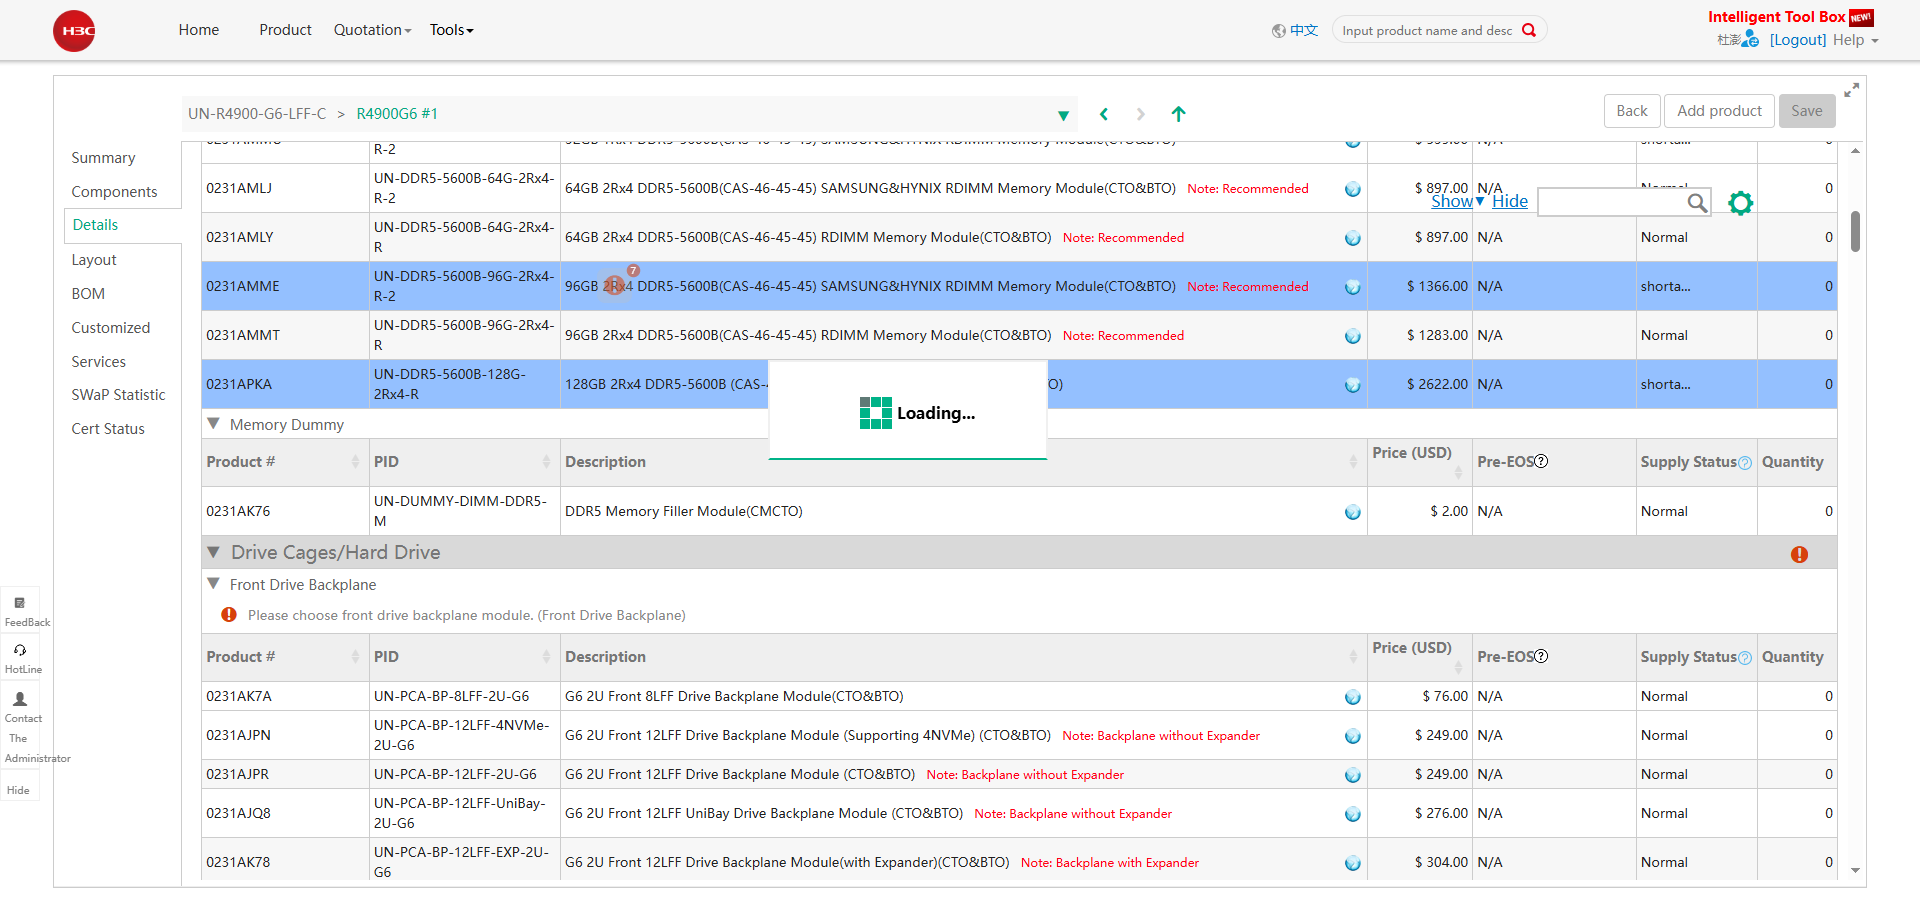 H3C Home Product Quotation Tools 中文 Input product name and desc Intelligent Tool Box NEW!
杜澎 [Logout] Help
UN-R4900-G6-LFF-C > R4900G6 #1 Back Add product Save
Summary
Components
Details
Layout
BOM
Customized
Services
SWaP Statistic
Cert Status
R-2
0231AMLJ UN-DDR5-5600B-64G-2Rx4-R-2 64GB 2Rx4 DDR5-5600B(CAS-46-45-45) SAMSUNG&HYNIX RDIMM Memory Module(CTO&BTO) Note: Recommended $ 897.00 N/A Normal 0
Show Hide
0231AMLY UN-DDR5-5600B-64G-2Rx4-R 64GB 2Rx4 DDR5-5600B(CAS-46-45-45) RDIMM Memory Module(CTO&BTO) Note: Recommended $ 897.00 N/A Normal 0
7
0231AMME UN-DDR5-5600B-96G-2Rx4-R-2 96GB 2Rx4 DDR5-5600B(CAS-46-45-45) SAMSUNG&HYNIX RDIMM Memory Module(CTO&BTO) Note: Recommended $ 1366.00 N/A shorta... 0
0231AMMT UN-DDR5-5600B-96G-2Rx4-R 96GB 2Rx4 DDR5-5600B(CAS-46-45-45) RDIMM Memory Module(CTO&BTO) Note: Recommended $ 1283.00 N/A Normal 0
0231APKA UN-DDR5-5600B-128G-2Rx4-R 128GB 2Rx4 DDR5-5600B (CAS- TO) $ 2622.00 N/A shorta... 0
Loading...
Memory Dummy
Product # PID Description Price (USD) Pre-EOS Supply Status Quantity
0231AK76 UN-DUMMY-DIMM-DDR5-M DDR5 Memory Filler Module(CMCTO) $ 2.00 N/A Normal 0
Drive Cages/Hard Drive
Front Drive Backplane
Please choose front drive backplane module. (Front Drive Backplane)
Product # PID Description Price (USD) Pre-EOS Supply Status Quantity
0231AK7A UN-PCA-BP-8LFF-2U-G6 G6 2U Front 8LFF Drive Backplane Module(CTO&BTO) $ 76.00 N/A Normal 0
0231AJPN UN-PCA-BP-12LFF-4NVMe-2U-G6 G6 2U Front 12LFF Drive Backplane Module (Supporting 4NVMe) (CTO&BTO) Note: Backplane without Expander $ 249.00 N/A Normal 0
0231AJPR UN-PCA-BP-12LFF-2U-G6 G6 2U Front 12LFF Drive Backplane Module (CTO&BTO) Note: Backplane without Expander $ 249.00 N/A Normal 0
0231AJQ8 UN-PCA-BP-12LFF-UniBay-2U-G6 G6 2U Front 12LFF UniBay Drive Backplane Module (CTO&BTO) Note: Backplane without Expander $ 276.00 N/A Normal 0
0231AK78 UN-PCA-BP-12LFF-EXP-2U-G6 G6 2U Front 12LFF Drive Backplane Module(with Expander)(CTO&BTO) Note: Backplane with Expander $ 304.00 N/A Normal 0
FeedBack
HotLine
Contact
The
Administrator
Hide